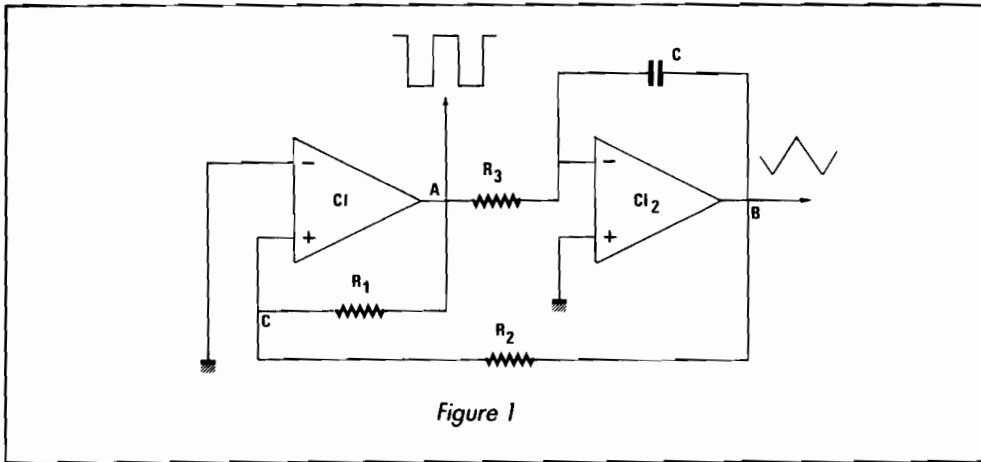 C
R₃
A
CI
CI₂
B
R₁
C
R₂
−
+
−
+
Figure 1